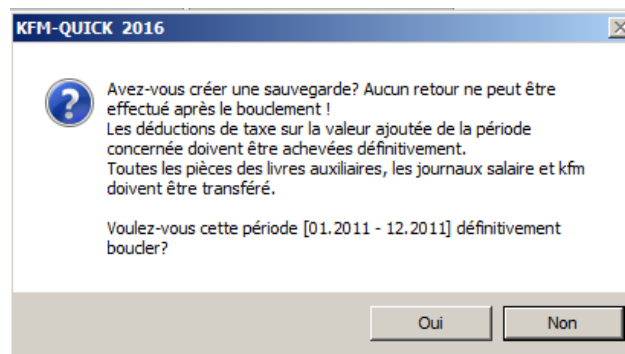 KFM-QUICK 2016
Avez-vous créer une sauvegarde? Aucun retour ne peut être
effectué après le bouclement !
Les déductions de taxe sur la valeur ajoutée de la période
concernée doivent être achevées définitivement.
Toutes les pièces des livres auxiliaires, les journaux salaire et kfm
doivent être transféré.
Voulez-vous cette période [01.2011 - 12.2011] définitivement
boucler?
Oui
Non